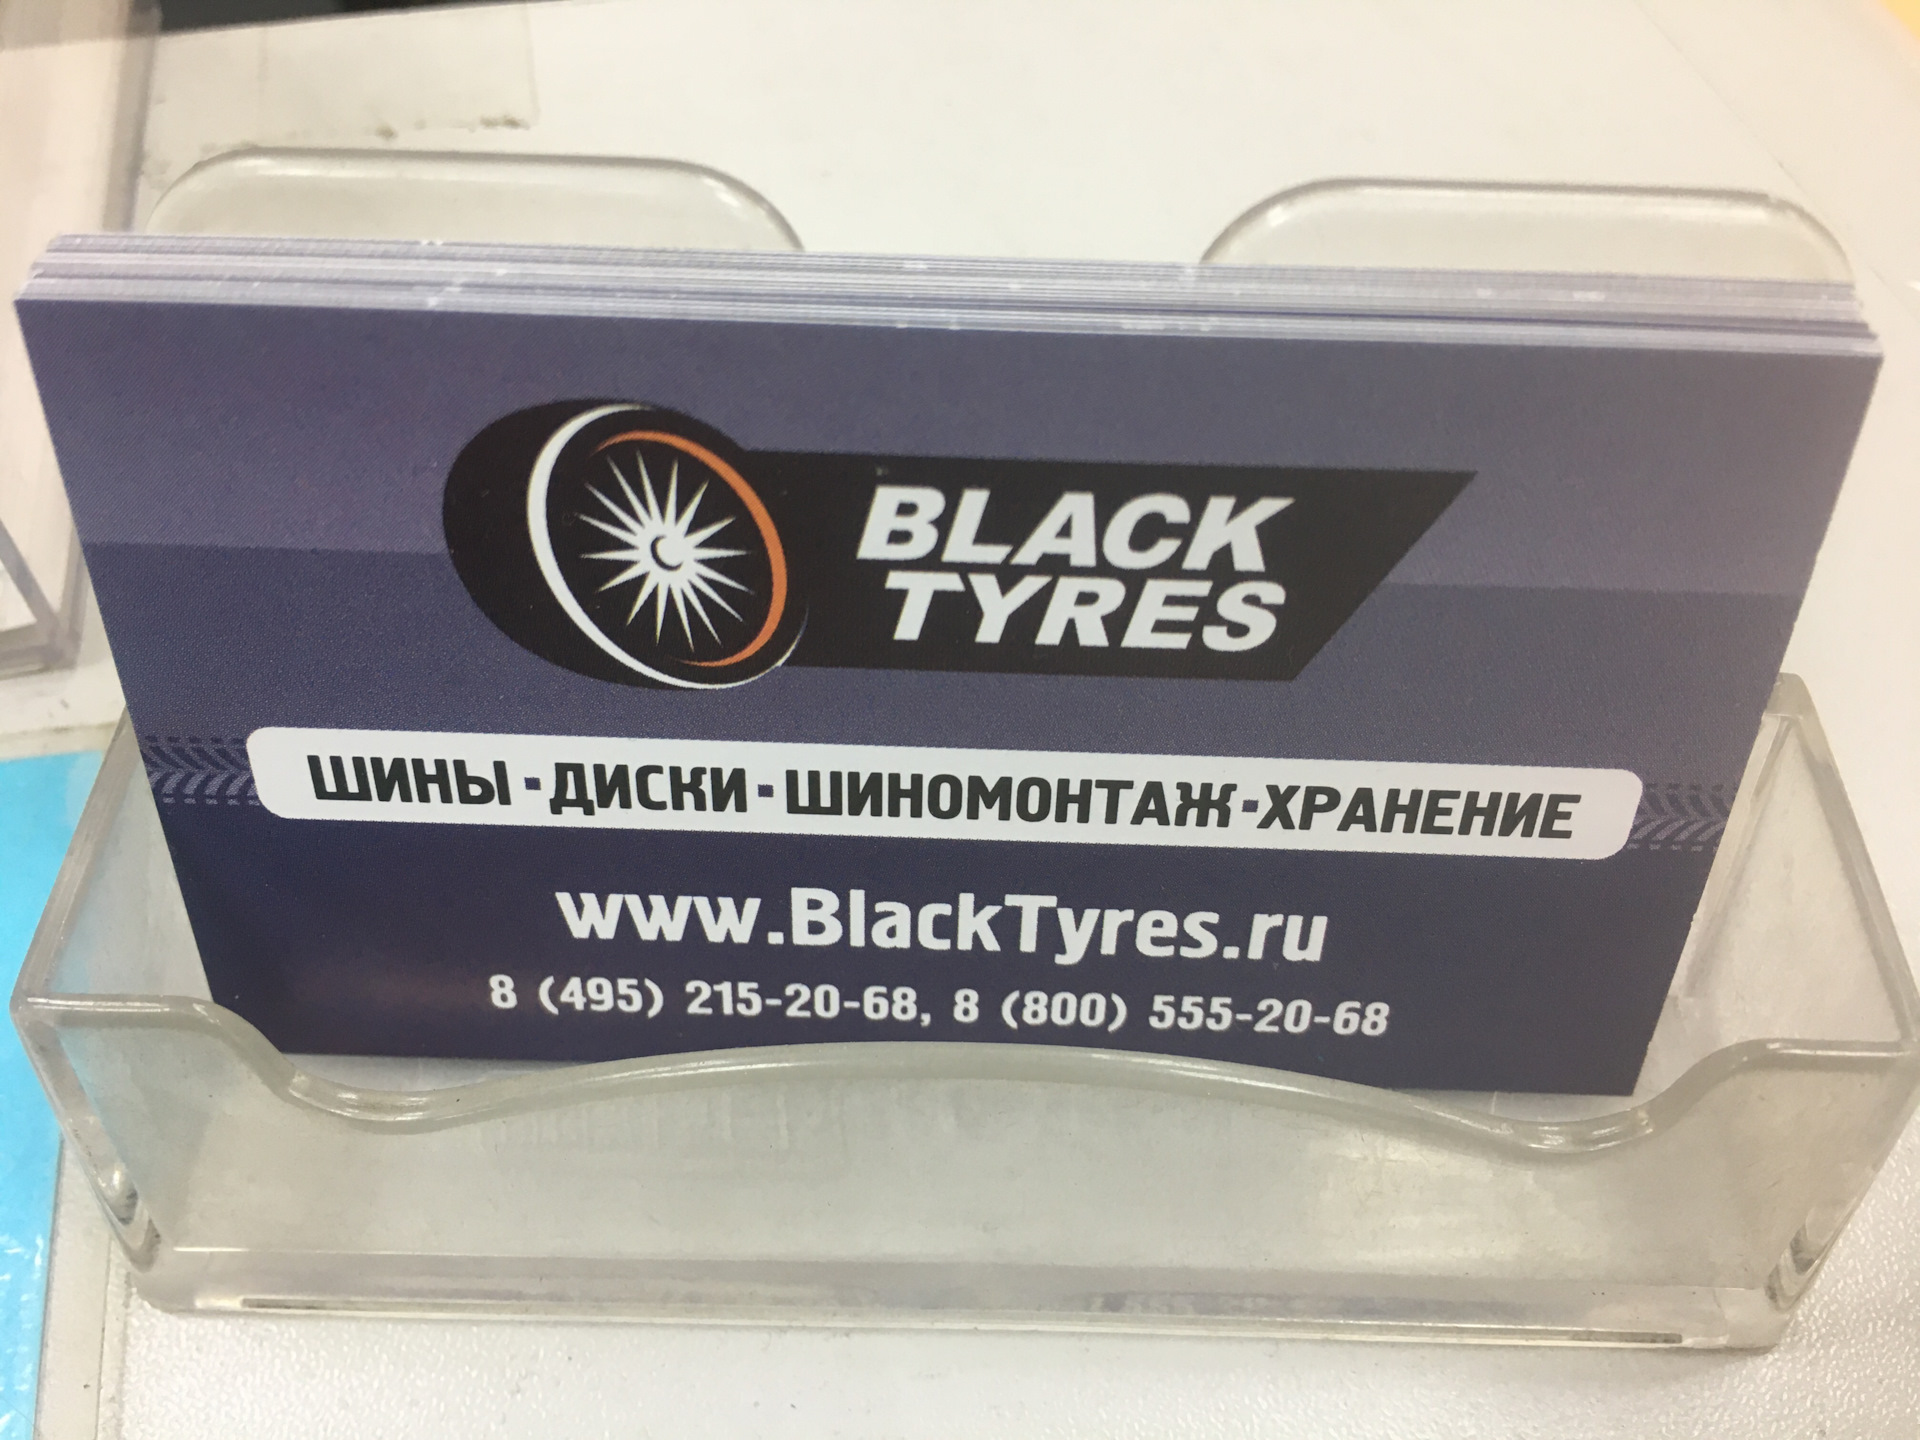 BLACK
TYRES
ШИНЫ·ДИСКИ·ШИНОМОНТАЖ·ХРАНЕНИЕ
www.BlackTyres.ru
8 (495) 215-20-68, 8 (800) 555-20-68